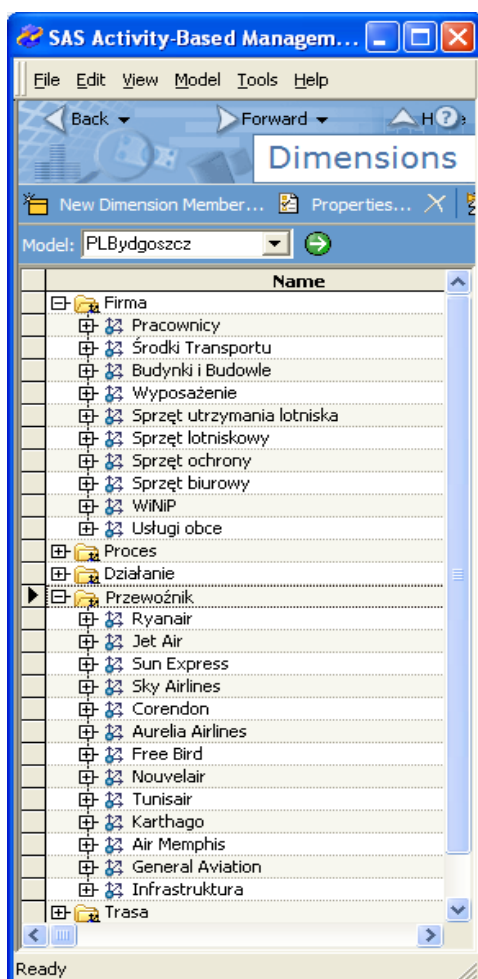 SAS Activity-Based Managem...
File Edit View Model Tools Help
Back Forward H
Dimensions
New Dimension Member... Properties...
Model: PLBydgoszcz
Name
Firma
Pracownicy
Środki Transportu
Budynki i Budowle
Wyposażenie
Sprzęt utrzymania lotniska
Sprzęt lotniskowy
Sprzęt ochrony
Sprzęt biurowy
WiNiP
Usługi obce
Proces
Działanie
Przewoźnik
Ryanair
Jet Air
Sun Express
Sky Airlines
Corendon
Aurelia Airlines
Free Bird
Nouvelair
Tunisair
Karthago
Air Memphis
General Aviation
Infrastruktura
Trasa
Ready